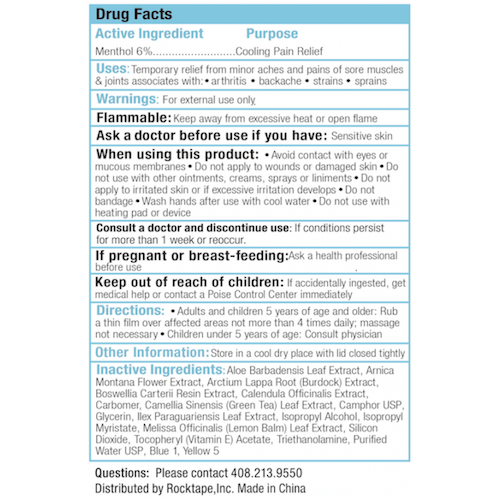 Drug Facts
Active Ingredient Purpose
Menthol 6%..........................Cooling Pain Relief
Uses: Temporary relief from minor aches and pains of sore muscles
& joints associates with: • arthritis • backache • strains • sprains
Warnings: For external use only.
Flammable: Keep away from excessive heat or open flame
Ask a doctor before use if you have: Sensitive skin
When using this product: • Avoid contact with eyes or
mucous membranes • Do not apply to wounds or damaged skin • Do
not use with other ointments, creams, sprays or liniments • Do not
apply to irritated skin or if excessive irritation develops • Do not
bandage • Wash hands after use with cool water • Do not use with
heating pad or device
Consult a doctor and discontinue use: If conditions persist
for more than 1 week or reoccur.
If pregnant or breast-feeding:Ask a health professional
before use .
Keep out of reach of children: If accidentally ingested, get
medical help or contact a Poise Control Center immediately
Directions: • Adults and children 5 years of age and older: Rub
a thin film over affected areas not more than 4 times daily; massage
not necessary • Children under 5 years of age: Consult physician
Other Information: Store in a cool dry place with lid closed tightly
Inactive Ingredients: Aloe Barbadensis Leaf Extract, Arnica
Montana Flower Extract, Arctium Lappa Root (Burdock) Extract,
Boswellia Carterii Resin Extract, Calendula Officinalis Extract,
Carbomer, Camellia Sinensis (Green Tea) Leaf Extract, Camphor USP,
Glycerin, Ilex Paraguariensis Leaf Extract, Isopropyl Alcohol, Isopropyl
Myristate, Melissa Officinalis (Lemon Balm) Leaf Extract, Silicon
Dioxide, Tocopheryl (Vitamin E) Acetate, Triethanolamine, Purified
Water USP, Blue 1, Yellow 5
Questions: Please contact 408.213.9550
Distributed by Rocktape,Inc. Made in China